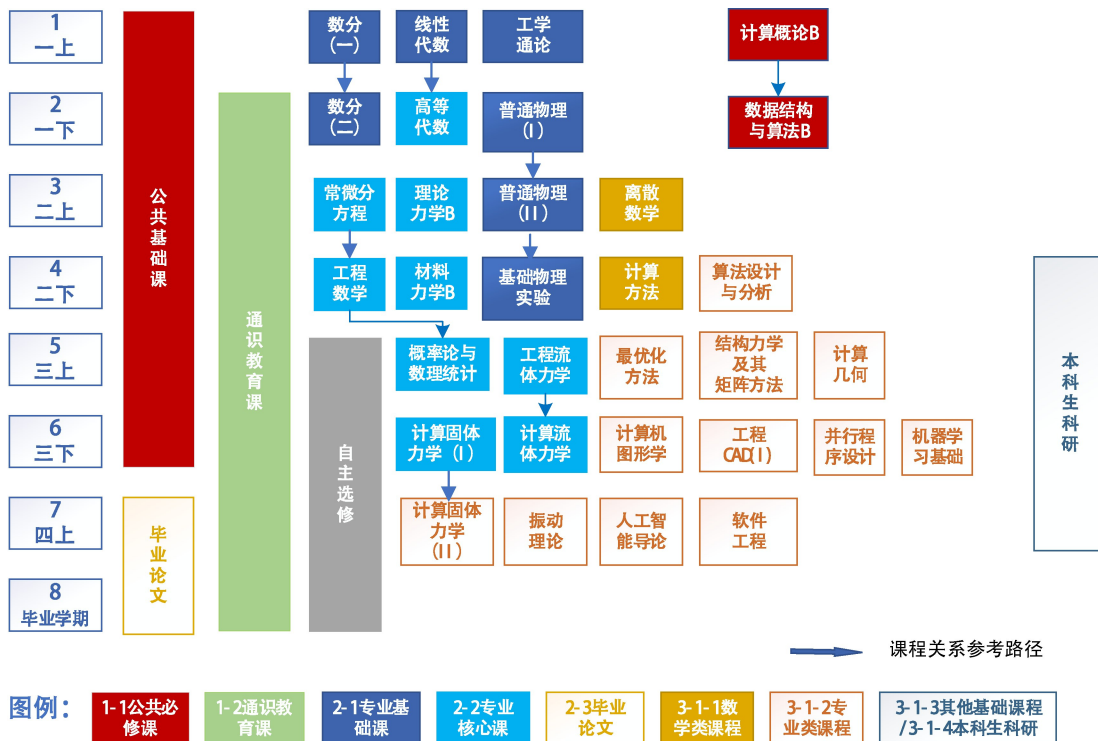 1
一上
2
一下
3
二上
4
二下
5
三上
6
三下
7
四上
8
毕业学期
公共基础课
毕业论文
通识教育课
自主选修
数分
(一)
线性
代数
工学
通论
计算概论B
数分
(二)
高等
代数
普通物理
(I)
数据结构
与算法B
常微分
方程
理论
力学B
普通物理
(II)
离散
数学
工程
数学
材料
力学B
基础物理
实验
计算
方法
算法设计
与分析
概率论与
数理统计
工程流
体力学
最优化
方法
结构力学
及其
矩阵方法
计算
几何
计算固体
力学(I)
计算流
体力学
计算机
图形学
工程
CAD(I)
并行程
序设计
机器学
习基础
计算固体
力学
(II)
振动
理论
人工智
能导论
软件
工程
本科生科研
课程关系参考路径
图例:
1-1公共必
修课
1-2通识教
育课
2-1专业基
础课
2-2专业
核心课
2-3毕业
论文
3-1-1数
学类课程
3-1-2专
业类课程
3-1-3其他基础课程
/3-1-4本科生科研